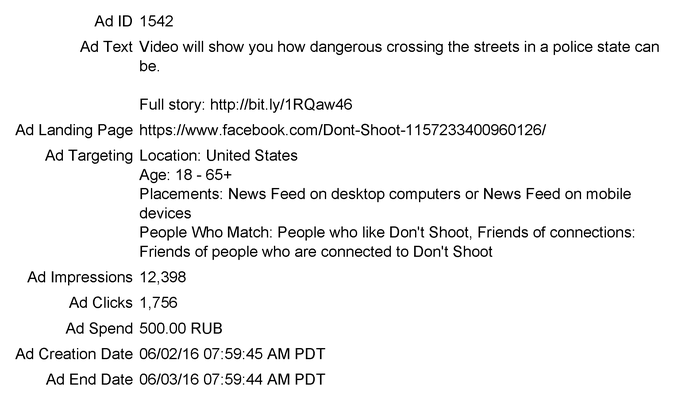 Ad ID 1542
Ad Text Video will show you how dangerous crossing the streets in a police state can
be.
Full story: http://bit.ly/1RQaw46
Ad Landing Page https://www.facebook.com/Dont-Shoot-1157233400960126/
Ad Targeting Location: United States
Age: 18 - 65+
Placements: News Feed on desktop computers or News Feed on mobile
devices
People Who Match: People who like Don't Shoot, Friends of connections:
Friends of people who are connected to Don't Shoot
Ad Impressions 12,398
Ad Clicks 1,756
Ad Spend 500.00 RUB
Ad Creation Date 06/02/16 07:59:45 AM PDT
Ad End Date 06/03/16 07:59:44 AM PDT